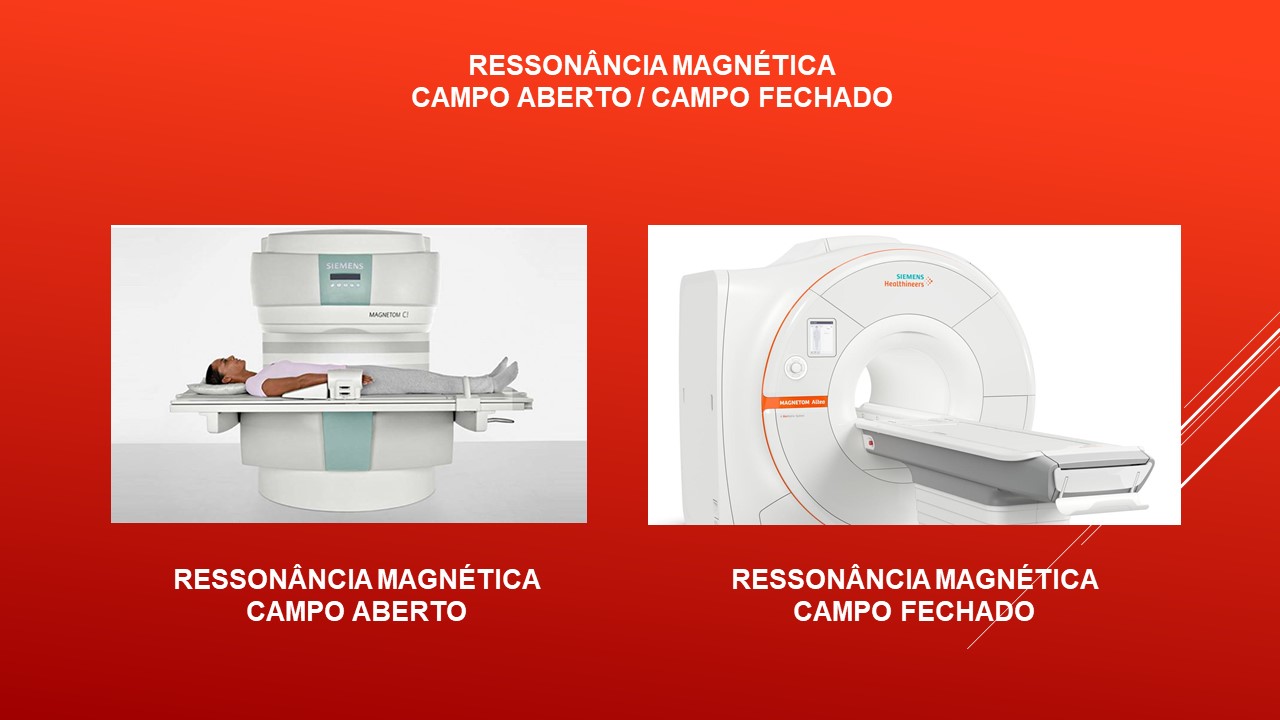 RESSONÂNCIA MAGNÉTICA
CAMPO ABERTO / CAMPO FECHADO
SIEMENS
MAGNETOM C!
SIEMENS
Healthineers
MAGNETOM Altea
RESSONÂNCIA MAGNÉTICA
CAMPO ABERTO
RESSONÂNCIA MAGNÉTICA
CAMPO FECHADO